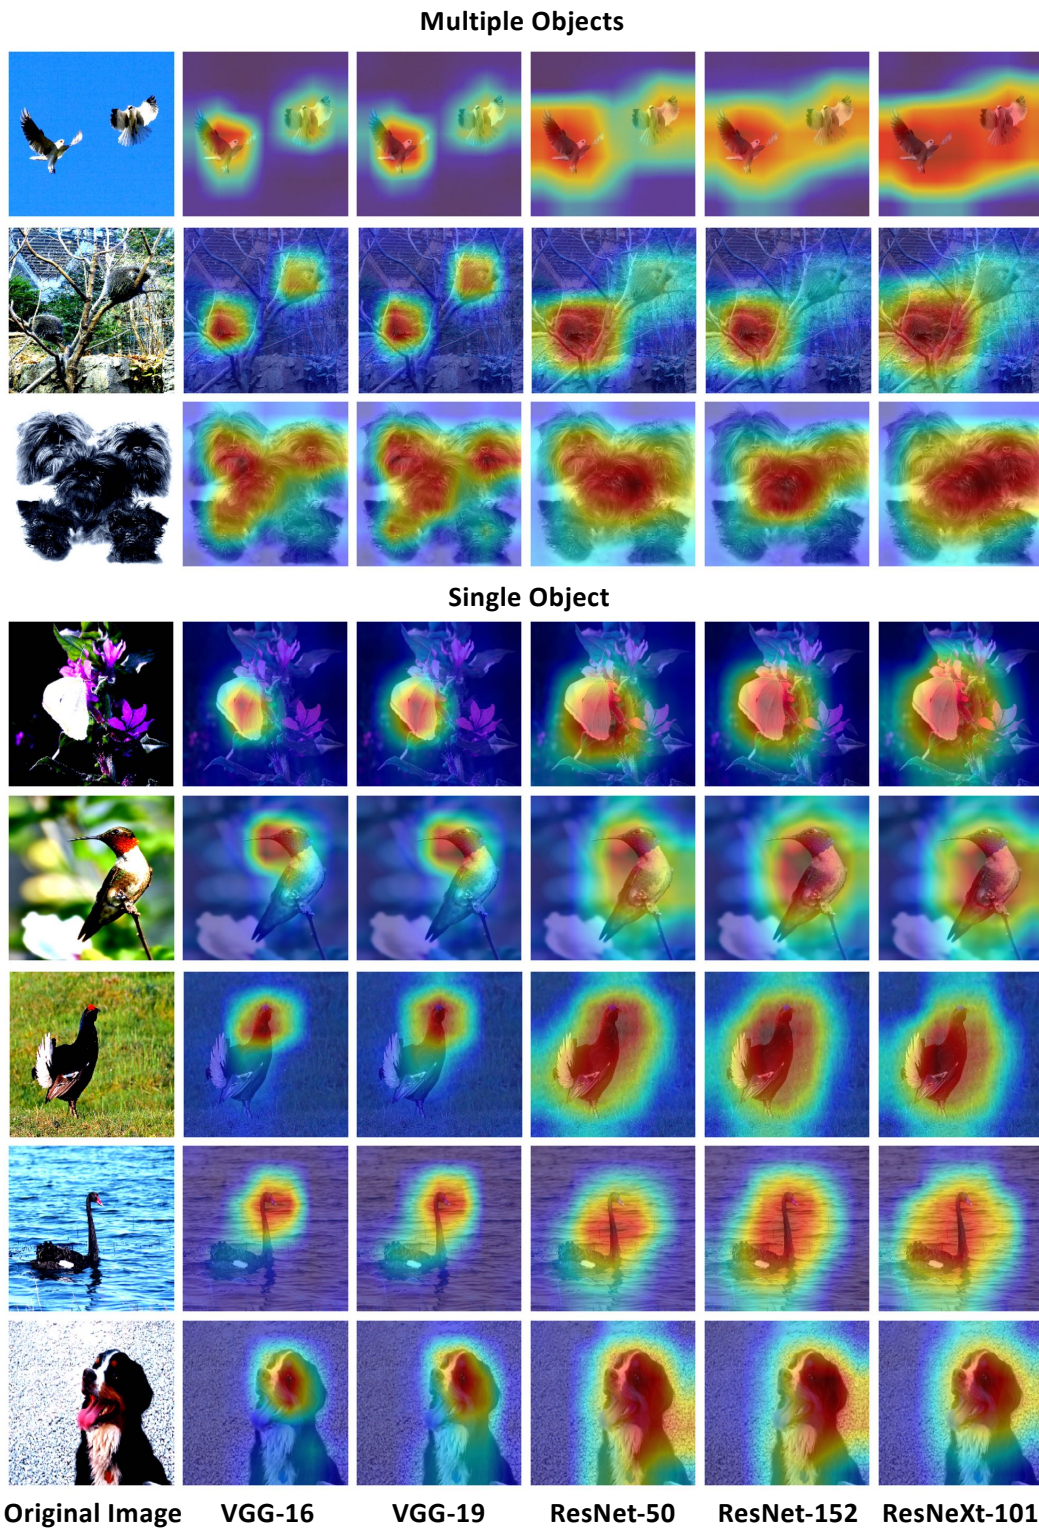 Multiple Objects
Single Object
Original Image VGG-16 VGG-19 ResNet-50 ResNet-152 ResNeXt-101